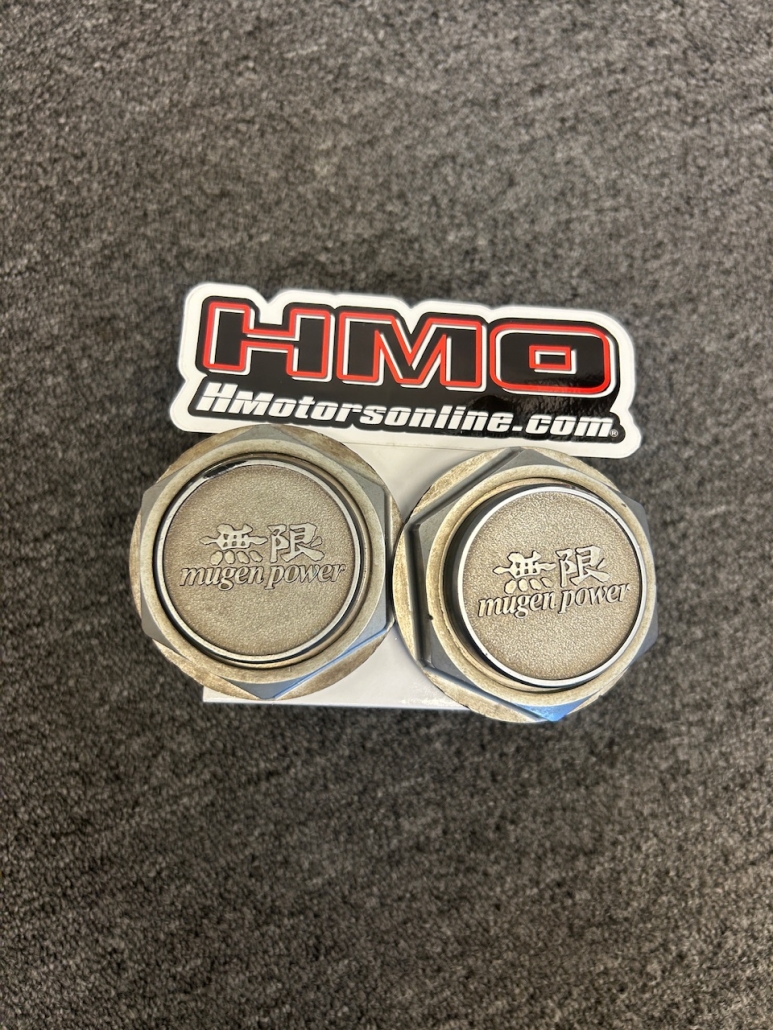 HMO
HMotorsonline.com®
無限
mugen power
無限
mugen power